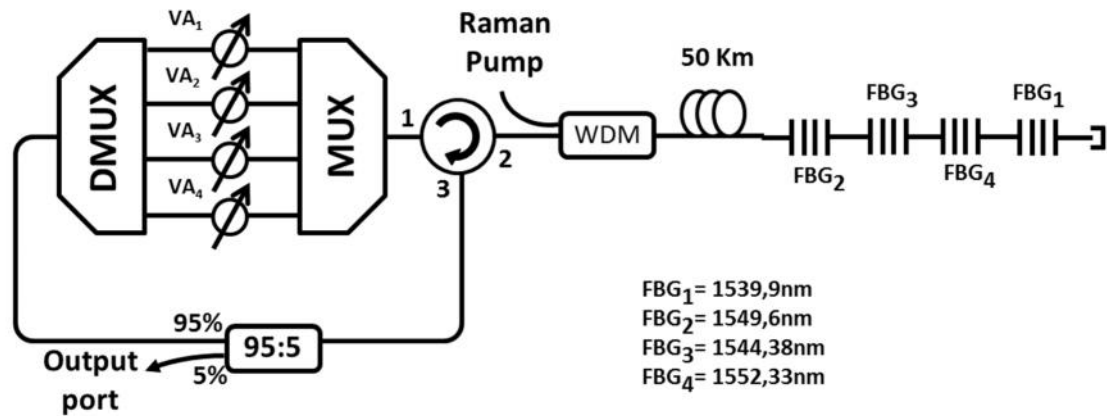 VA1
VA2
VA3
VA4
DMUX
MUX
1
2
3
Raman
Pump
WDM
50 Km
FBG2
FBG3
FBG4
FBG1
95%
95:5
5%
Output
port
FBG1= 1539,9nm
FBG2= 1549,6nm
FBG3= 1544,38nm
FBG4= 1552,33nm